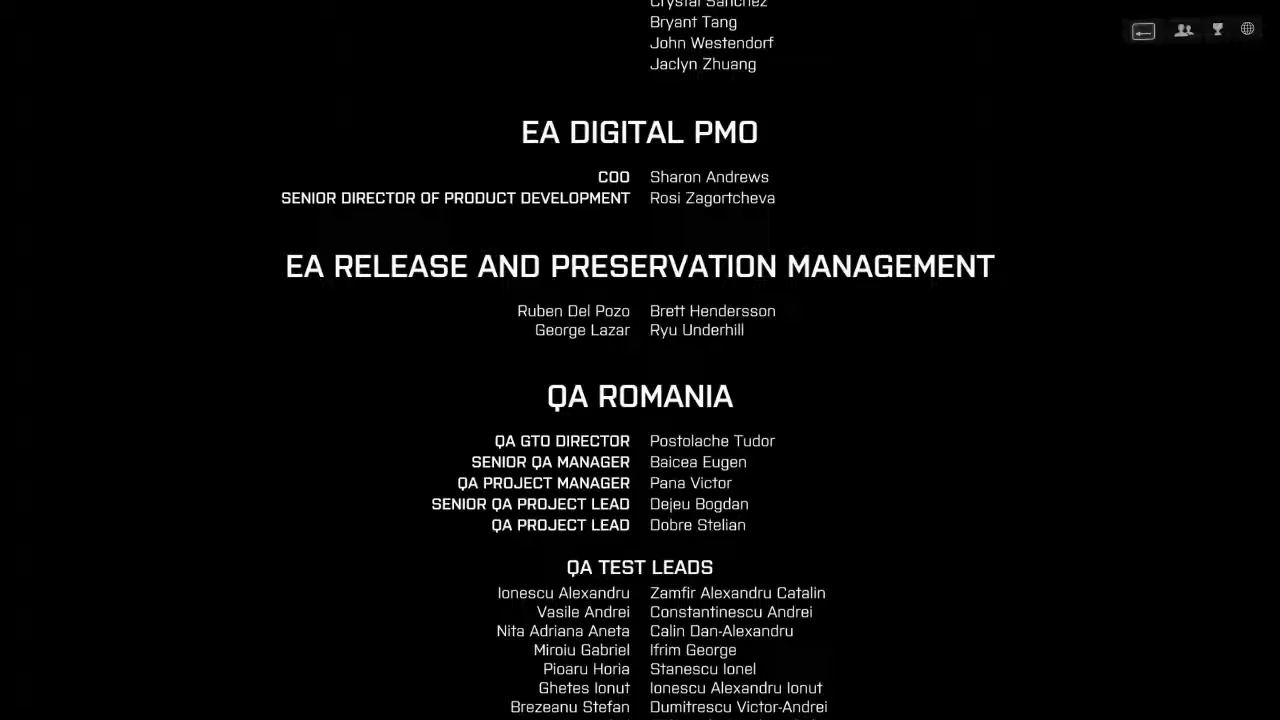 Crystal Sanchez
Bryant Tang
John Westendorf
Jaclyn Zhuang
EA DIGITAL PMO
COO Sharon Andrews
SENIOR DIRECTOR OF PRODUCT DEVELOPMENT Rosi Zagortcheva
EA RELEASE AND PRESERVATION MANAGEMENT
Ruben Del Pozo Brett Hendersson
George Lazar Ryu Underhill
QA ROMANIA
QA GTO DIRECTOR Postolache Tudor
SENIOR QA MANAGER Baicea Eugen
QA PROJECT MANAGER Pana Victor
SENIOR QA PROJECT LEAD Dejeu Bogdan
QA PROJECT LEAD Dobre Stelian
QA TEST LEADS
Ionescu Alexandru Zamfir Alexandru Catalin
Vasile Andrei Constantinescu Andrei
Nita Adriana Aneta Calin Dan-Alexandru
Miroiu Gabriel Ifrim George
Pioaru Horia Stanescu Ionel
Ghetes Ionut Ionescu Alexandru Ionut
Brezeanu Stefan Dumitrescu Victor-Andrei